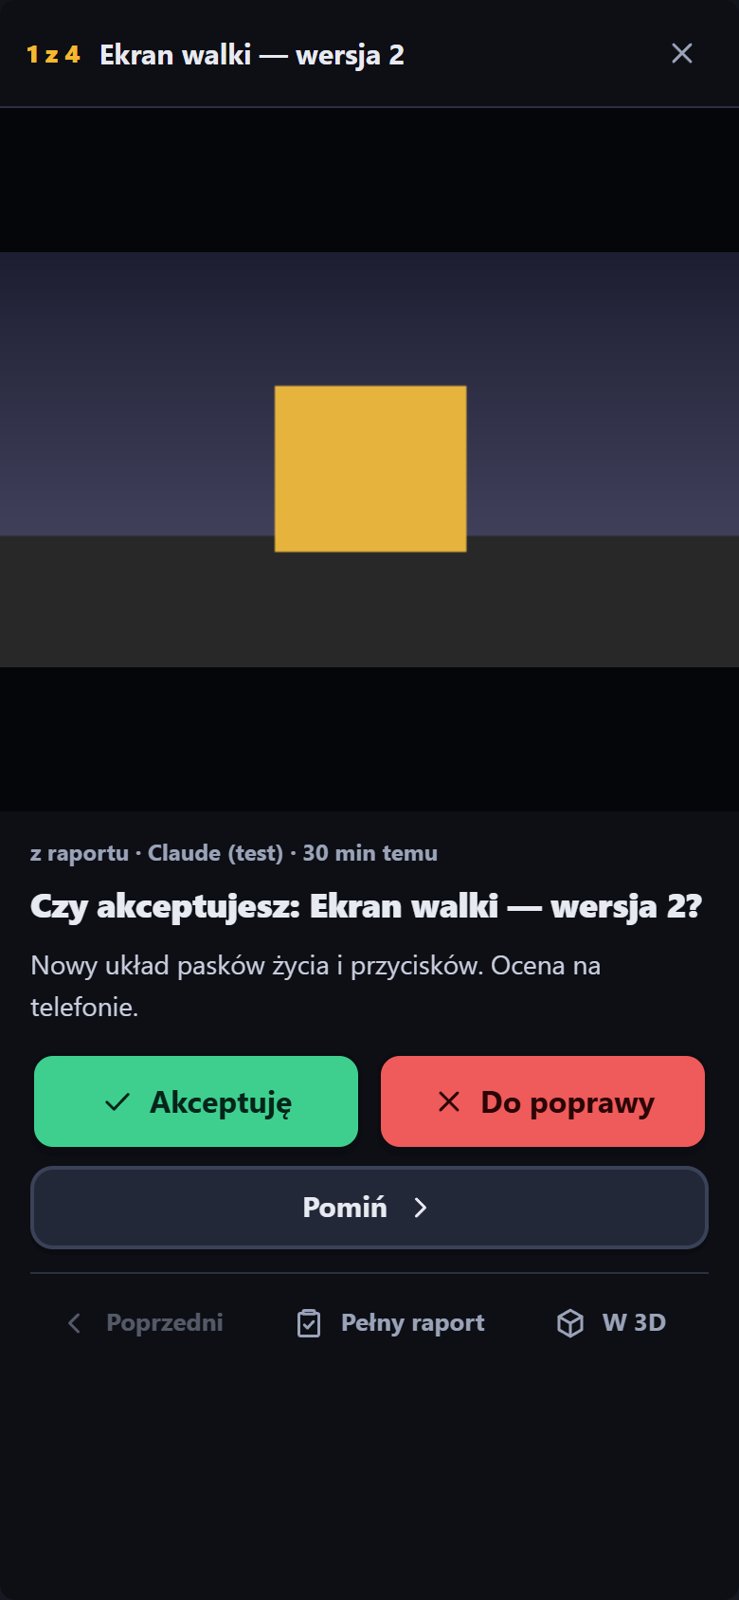 1 z 4 Ekran walki — wersja 2
z raportu · Claude (test) · 30 min temu
Czy akceptujesz: Ekran walki — wersja 2?
Nowy układ pasków życia i przycisków. Ocena na
telefonie.
Akceptuję Do poprawy
Pomiń
Poprzedni Pełny raport W 3D